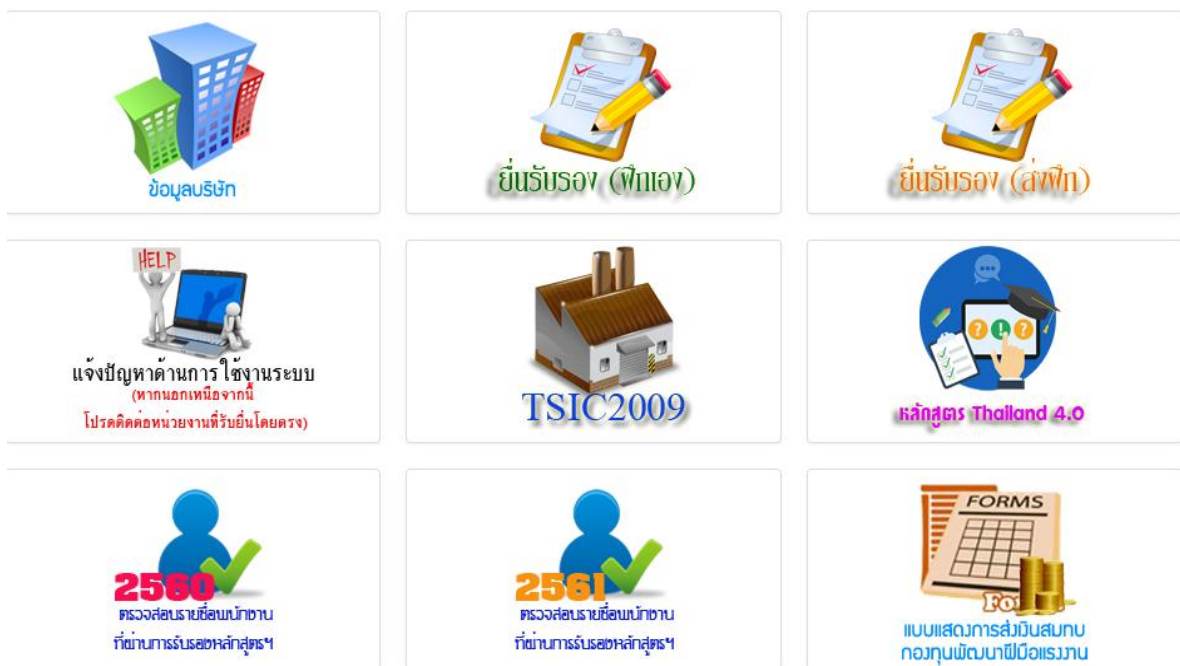 ข้อมูลบริษัท
ยื่นรับรอง (ฝึกเอง)
ยื่นรับรอง (ส่งฝึก)
HELP
แจ้งปัญหาด้านการใช้งานระบบ
(หากนอกเหนือจากนี้
โปรดติดต่อหน่วยงานที่รับยื่นโดยตรง)
TSIC2009
หลักสูตร Thailand 4.0
2560
ตรวจสอบรายชื่อพนักงาน
ที่ผ่านการรับรองหลักสูตรฯ
2561
ตรวจสอบรายชื่อพนักงาน
ที่ผ่านการรับรองหลักสูตรฯ
FORMS
แบบแสดงการส่งเงินสมทบ
กองทุนพัฒนาฝีมือแรงงาน